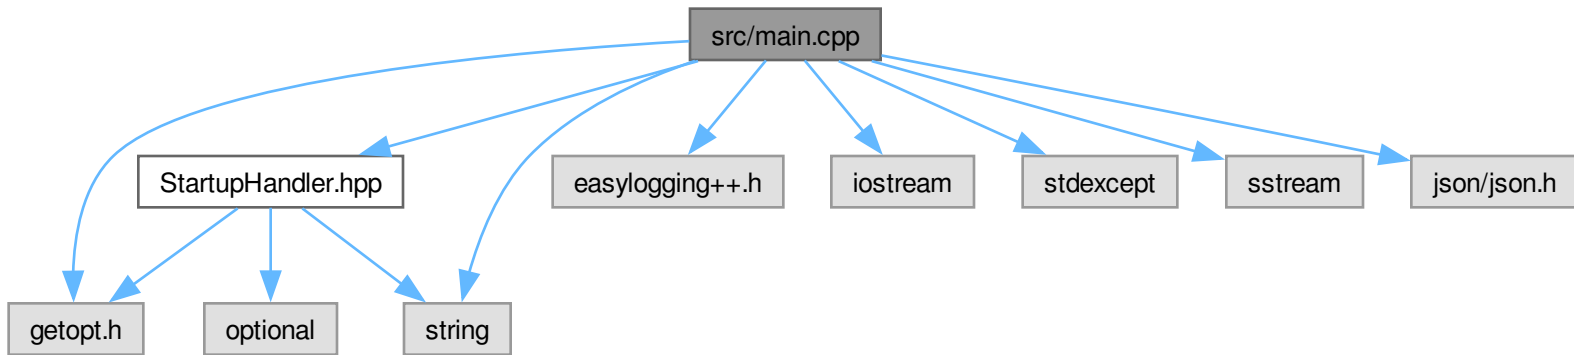 src/main.cpp
StartupHandler.hpp
easylogging++.h
iostream
stdexcept
sstream
json/json.h
getopt.h
optional
string